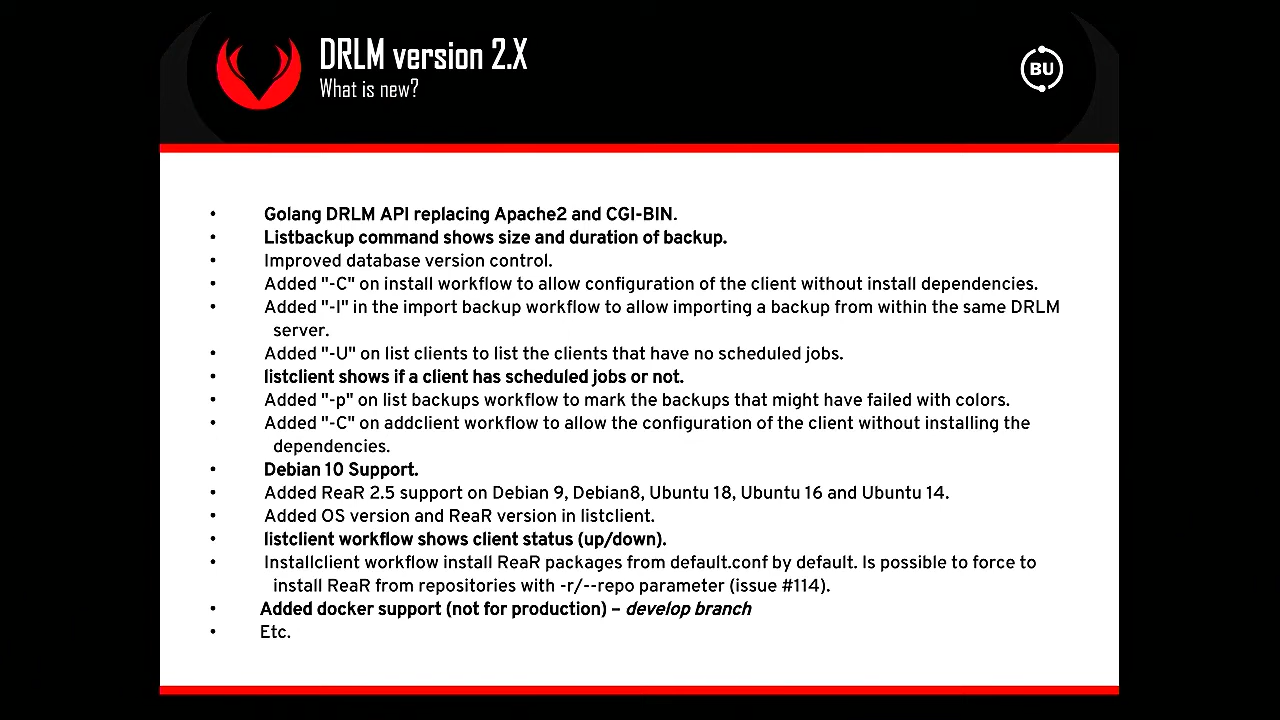 DRLM version 2.X
What is new?
BU
• Golang DRLM API replacing Apache2 and CGI-BIN.
• Listbackup command shows size and duration of backup.
• Improved database version control.
• Added "-C" on install workflow to allow configuration of the client without install dependencies.
• Added "-I" in the import backup workflow to allow importing a backup from within the same DRLM
server.
• Added "-U" on list clients to list the clients that have no scheduled jobs.
• listclient shows if a client has scheduled jobs or not.
• Added "-p" on list backups workflow to mark the backups that might have failed with colors.
• Added "-C" on addclient workflow to allow the configuration of the client without installing the
dependencies.
• Debian 10 Support.
• Added ReaR 2.5 support on Debian 9, Debian8, Ubuntu 18, Ubuntu 16 and Ubuntu 14.
• Added OS version and ReaR version in listclient.
• listclient workflow shows client status (up/down).
• Installclient workflow install ReaR packages from default.conf by default. Is possible to force to
install ReaR from repositories with -r/--repo parameter (issue #114).
• Added docker support (not for production) – develop branch
• Etc.